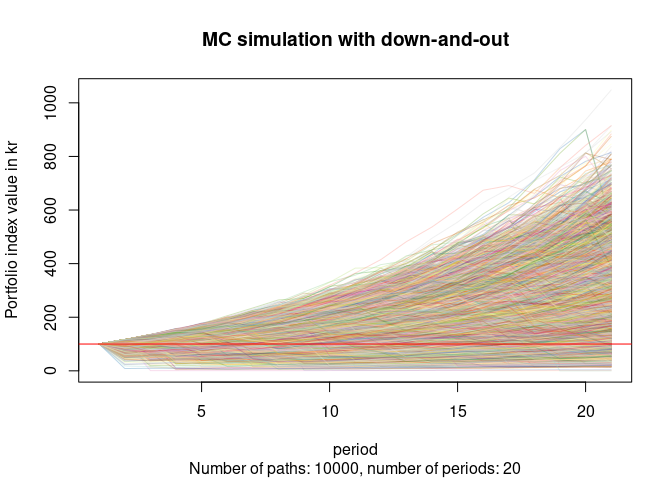 MC simulation with down-and-out
Portfolio index value in kr
1000
800
600
400
200
0
5 10 15 20
period
Number of paths: 10000, number of periods: 20